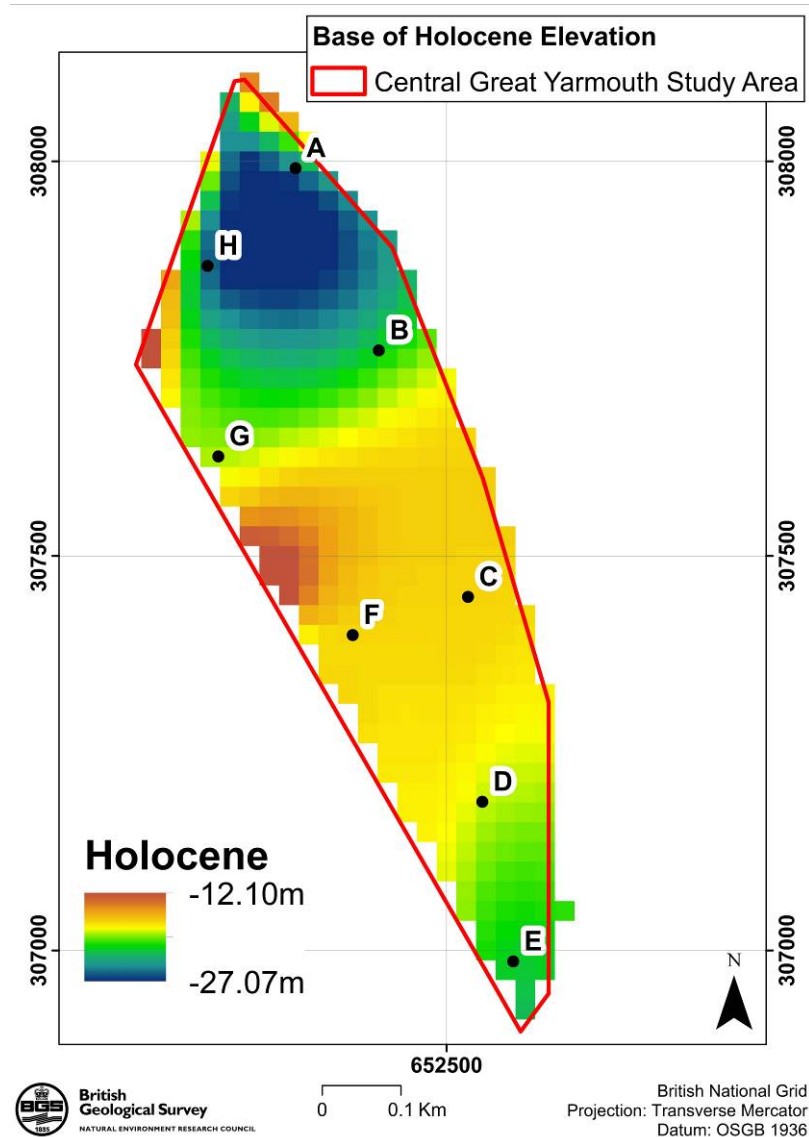 Base of Holocene Elevation
Central Great Yarmouth Study Area
308000
308000
A
H
B
G
307500
307500
C
F
D
Holocene
-12.10m
-27.07m
307000
307000
E
N
652500
BGS
1835
British
Geological Survey
NATURAL ENVIRONMENT RESEARCH COUNCIL
0 0.1 Km
British National Grid
Projection: Transverse Mercator
Datum: OSGB 1936